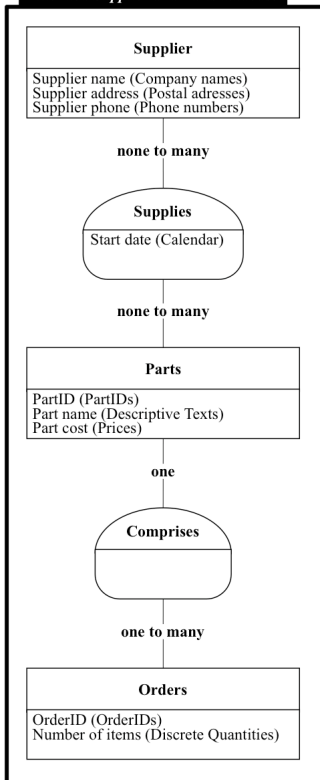 Supplier
Supplier name (Company names)
Supplier address (Postal adresses)
Supplier phone (Phone numbers)
none to many
Supplies
Start date (Calendar)
none to many
Parts
PartID (PartIDs)
Part name (Descriptive Texts)
Part cost (Prices)
one
Comprises
one to many
Orders
OrderID (OrderIDs)
Number of items (Discrete Quantities)